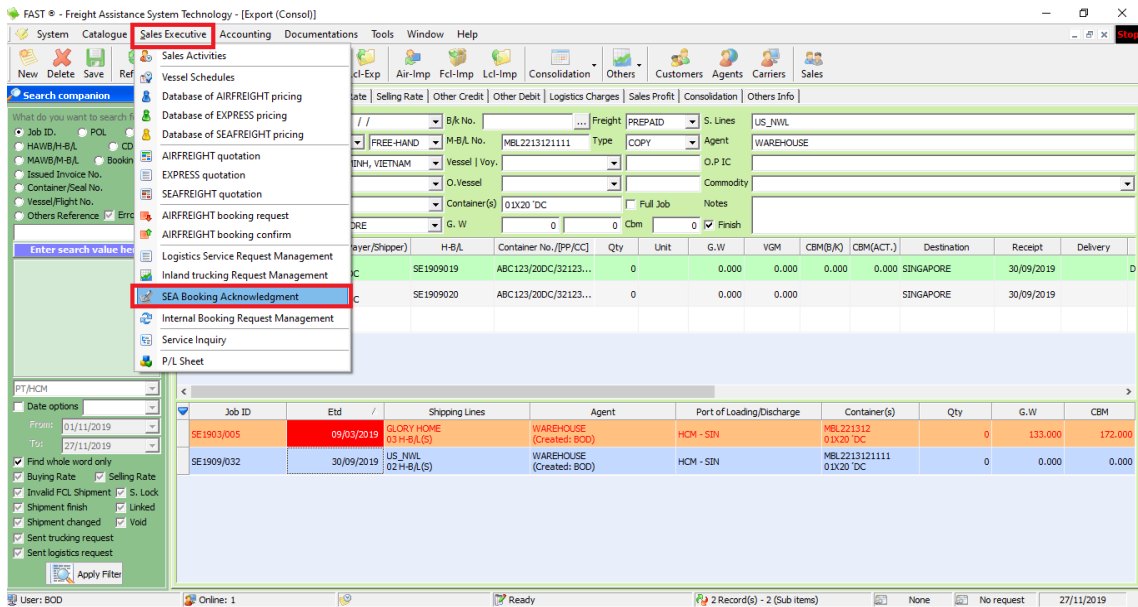 FAST ® - Freight Assistance System Technology - [Export (Consol)]
System Catalogue Sales Executive Accounting Documentations Tools Window Help
Stop
New Delete Save Ref
Lcl-Exp Air-Imp Fcl-Imp Lcl-Imp Consolidation Others Customers Agents Carriers Sales
Sales Activities
Vessel Schedules
Database of AIRFREIGHT pricing
Database of EXPRESS pricing
Database of SEAFREIGHT pricing
AIRFREIGHT quotation
EXPRESS quotation
SEAFREIGHT quotation
AIRFREIGHT booking request
AIRFREIGHT booking confirm
Logistics Service Request Management
Inland trucking Request Management
SEA Booking Acknowledgment
Internal Booking Request Management
Service Inquiry
P/L Sheet
Search companion
What do you want to search f
Job ID. POL
HAWB/H-B/L CD
MAWB/M-B/L Bookin
Issued Invoice No.
Container/Seal No.
Vessel/Flight No.
Others Reference Erro
Enter search value he
PT/HCM
Date options
From: 01/11/2019
To: 27/11/2019
Find whole word only
Buying Rate Selling Rate
Invalid FCL Shipment S. Lock
Shipment finish Linked
Shipment changed Void
Sent trucking request
Sent logistics request
Apply Filter
ate Selling Rate Other Credit Other Debit Logistics Charges Sales Profit Consolidation Others Info
/ / B/k No. ... Freight PREPAID S. Lines US_NWL
FREE-HAND M-B/L No. MBL2213121111 Type COPY Agent WAREHOUSE
INH, VIETNAM Vessel | Voy. O.P IC
O.Vessel Commodity
Container(s) 01X20´DC Full Job Notes
ORE G. W 0 0 Cbm 0 Finish
ayer/Shipper) H-B/L Container No./[PP/CC] Qty Unit G.W VGM CBM(B/K) CBM(ACT.) Destination Receipt Delivery
DC SE1909019 ABC123/20DC/32123... 0 0.000 0.000 0.000 0.000 SINGAPORE 30/09/2019 D
C SE1909020 ABC123/20DC/32123... 0 0.000 0.000 SINGAPORE 30/09/2019
Job ID Etd / Shipping Lines Agent Port of Loading/Discharge Container(s) Qty G.W CBM
SE1903/005 09/03/2019 GLORY HOME WAREHOUSE HCM - SIN MBL221312 0 133.000 172.000
03 H-B/L(S) (Created: BOD) 01X20´DC
SE1909/032 30/09/2019 US_NWL WAREHOUSE HCM - SIN MBL2213121111 0 0.000 0.000
02 H-B/L(S) (Created: BOD) 01X20´DC
User: BOD Online: 1 Ready 2 Record(s) - 2 (Sub items) None No request 27/11/2019